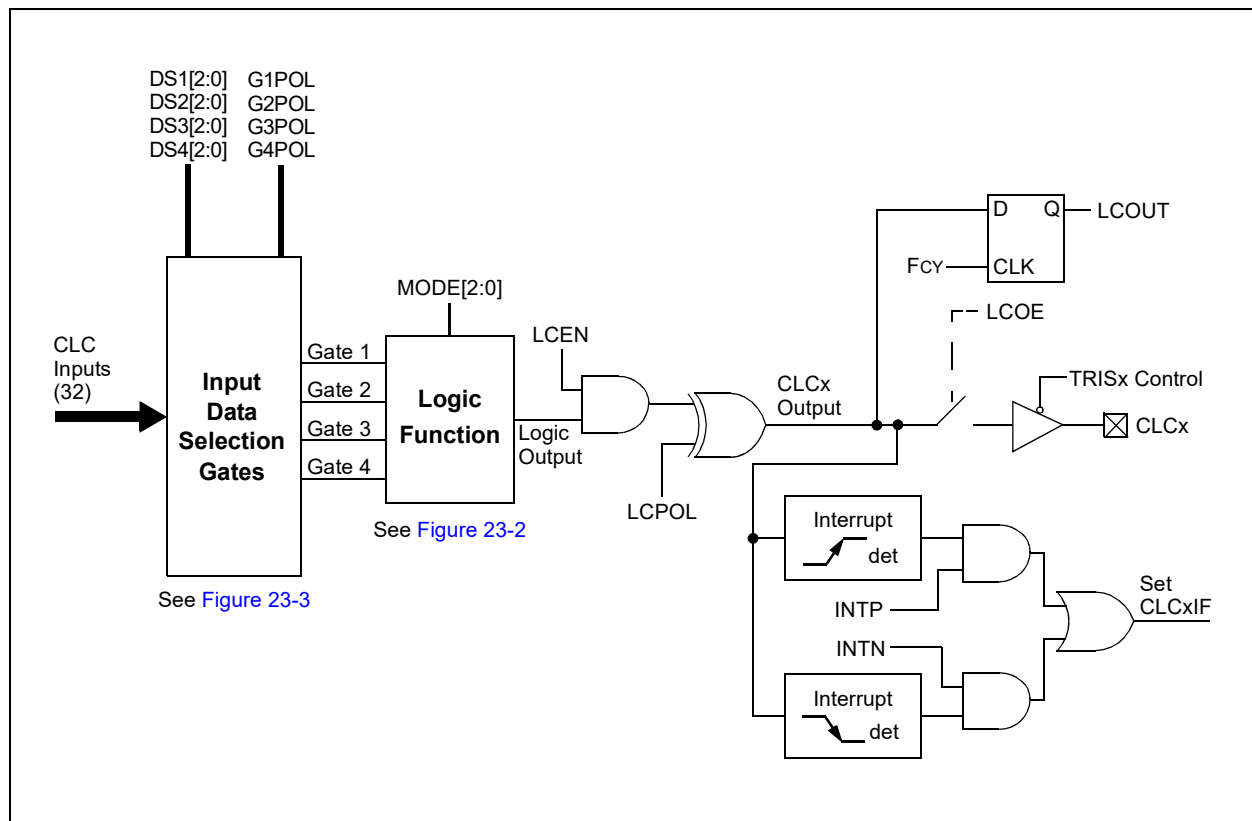 DS1[2:0] G1POL
DS2[2:0] G2POL
DS3[2:0] G3POL
DS4[2:0] G4POL
D Q LCOUT
FCY CLK
MODE[2:0]
LCOE
LCEN
CLC
Inputs
(32)
Input
Data
Selection
Gates
Gate 1
Gate 2
Gate 3
Gate 4
Logic
Function
Logic
Output
CLCx
Output
TRISx Control
CLCx
LCPOL
See Figure 23-2
See Figure 23-3
Interrupt
det
INTP
INTN
Interrupt
det
Set
CLCxIF